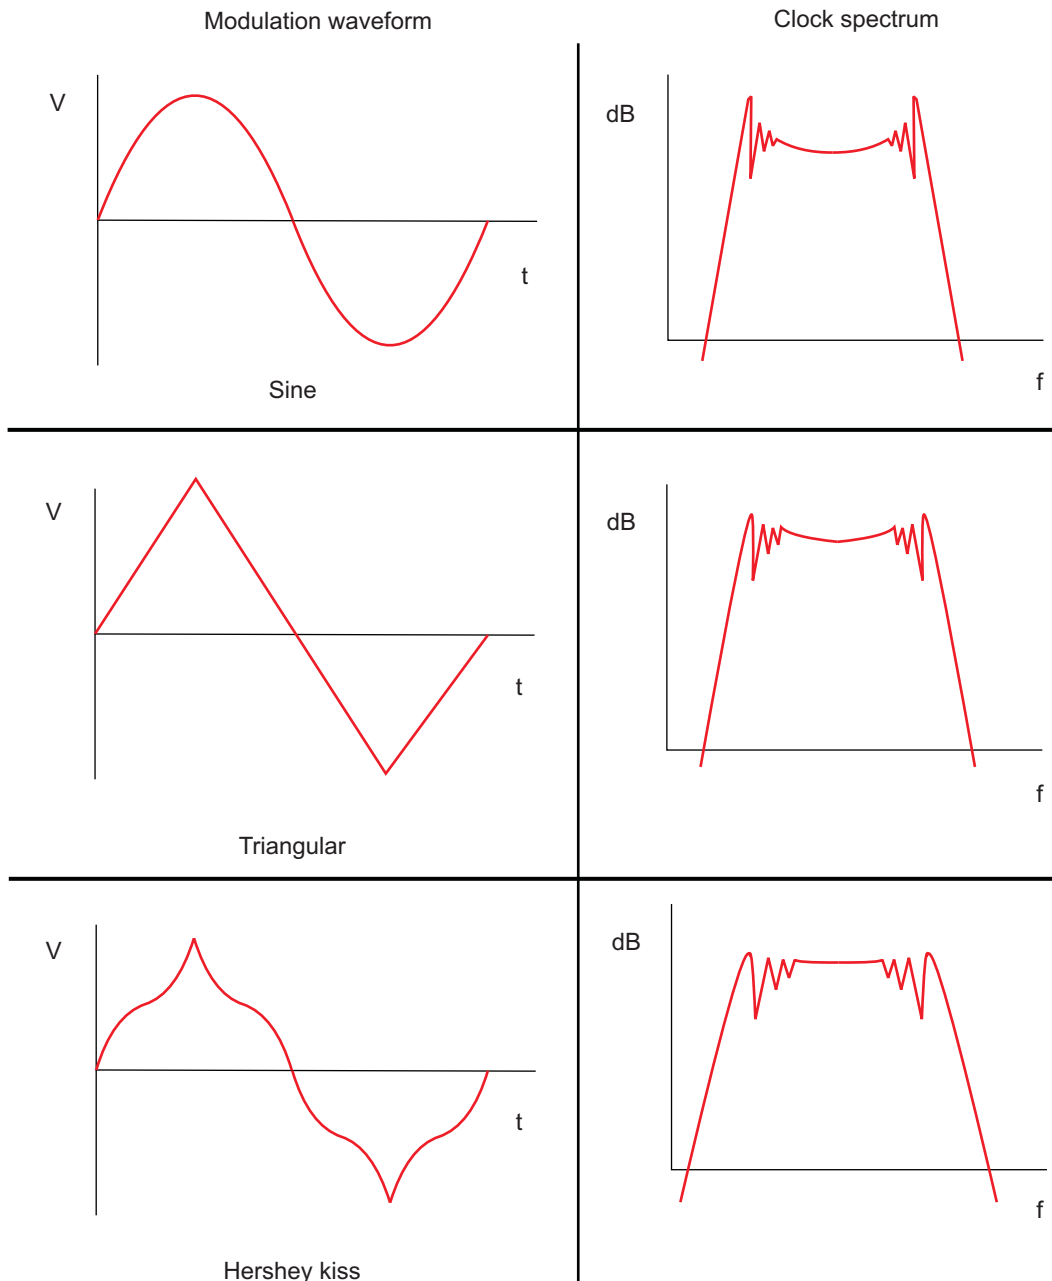 Modulation waveform
Clock spectrum
V
t
Sine
dB
f
V
t
Triangular
dB
f
V
t
Hershey kiss
dB
f